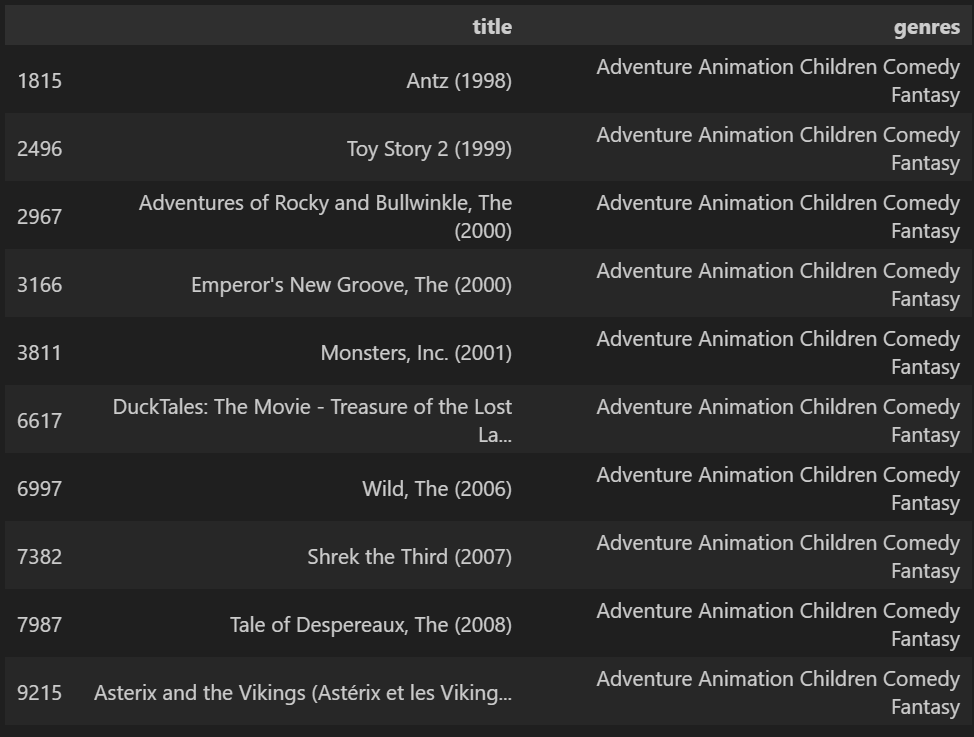 title genres
1815 Antz (1998) Adventure Animation Children Comedy
Fantasy
2496 Toy Story 2 (1999) Adventure Animation Children Comedy
Fantasy
2967 Adventures of Rocky and Bullwinkle, The Adventure Animation Children Comedy
(2000) Fantasy
3166 Emperor's New Groove, The (2000) Adventure Animation Children Comedy
Fantasy
3811 Monsters, Inc. (2001) Adventure Animation Children Comedy
Fantasy
6617 DuckTales: The Movie - Treasure of the Lost Adventure Animation Children Comedy
La... Fantasy
6997 Wild, The (2006) Adventure Animation Children Comedy
Fantasy
7382 Shrek the Third (2007) Adventure Animation Children Comedy
Fantasy
7987 Tale of Despereaux, The (2008) Adventure Animation Children Comedy
Fantasy
9215 Asterix and the Vikings (Astérix et les Viking... Adventure Animation Children Comedy
Fantasy